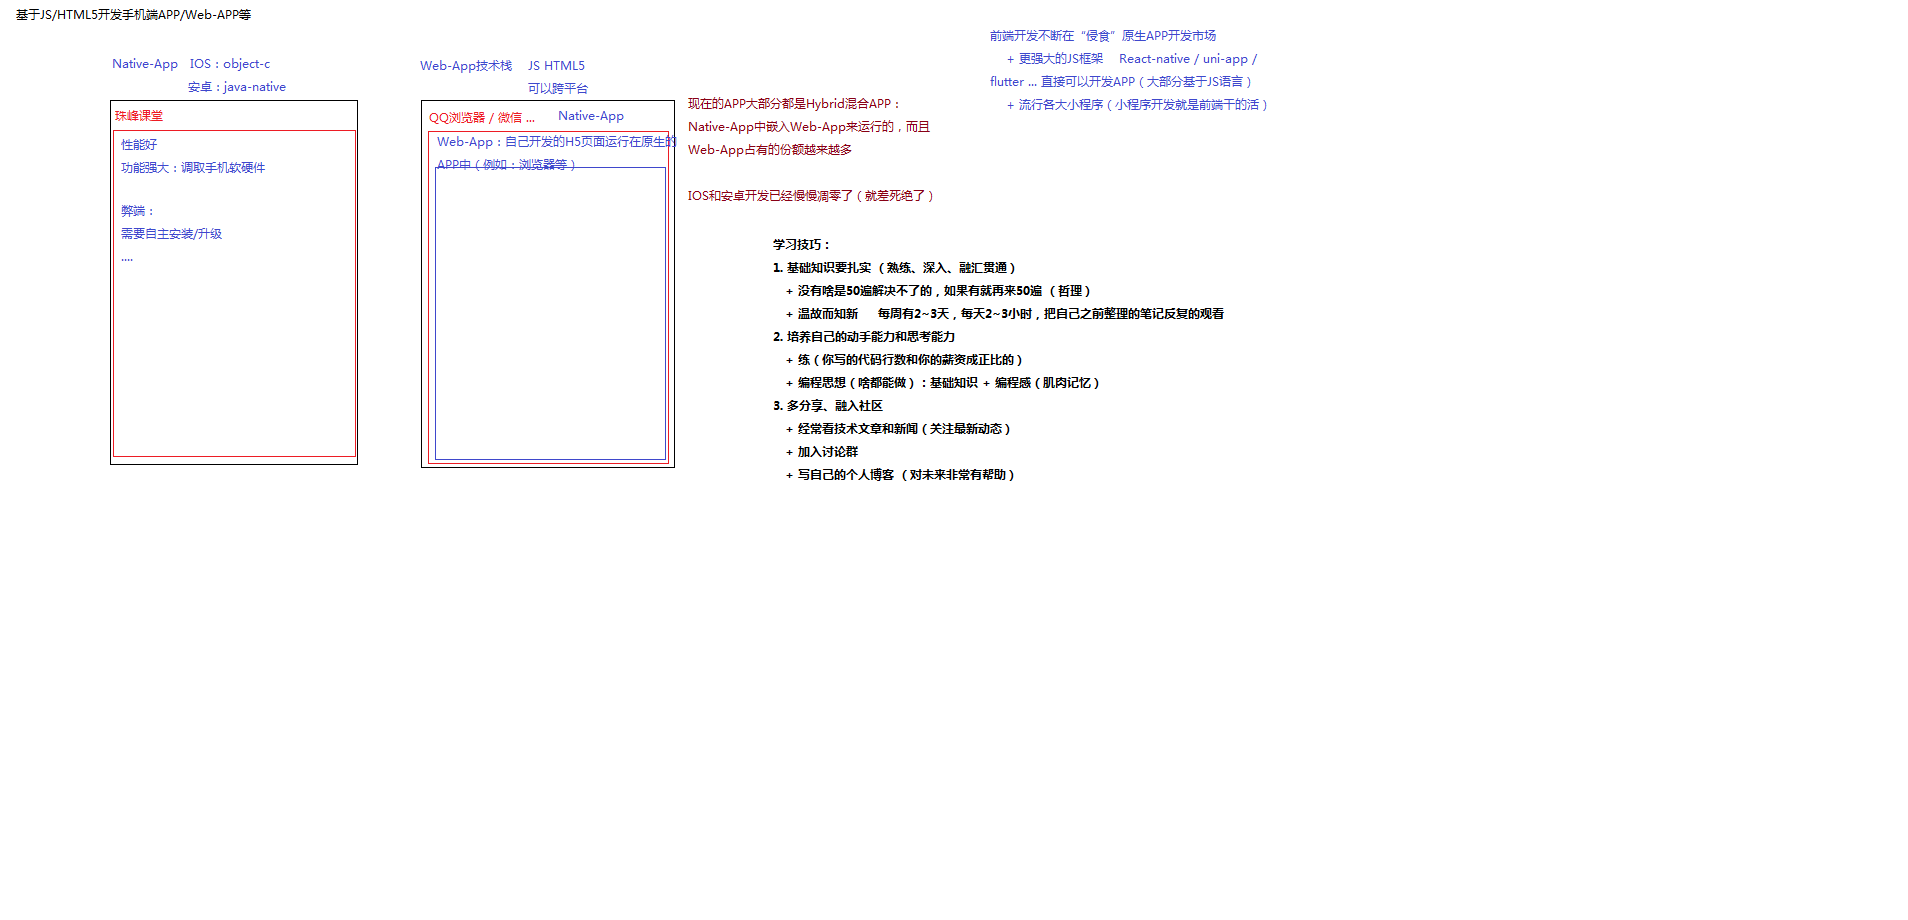 基于JS/HTML5开发手机端APP/Web-APP等
Native-App IOS：object-c
安卓：java-native
珠峰课堂
性能好
功能强大：调取手机软硬件
弊端：
需要自主安装/升级
....
Web-App技术栈 JS HTML5
可以跨平台
QQ浏览器 / 微信 ... Native-App
Web-App：自己开发的H5页面运行在原生的
APP中（例如：浏览器等）
现在的APP大部分都是Hybrid混合APP：
Native-App中嵌入Web-App来运行的，而且
Web-App占有的份额越来越多
IOS和安卓开发已经慢慢凋零了（就差死绝了）
前端开发不断在“侵食”原生APP开发市场
+ 更强大的JS框架 React-native / uni-app /
flutter ... 直接可以开发APP（大部分基于JS语言）
+ 流行各大小程序（小程序开发就是前端干的活）
学习技巧：
1. 基础知识要扎实 （熟练、深入、融汇贯通）
+ 没有啥是50遍解决不了的，如果有就再来50遍 （哲理）
+ 温故而知新 每周有2~3天，每天2~3小时，把自己之前整理的笔记反复的观看
2. 培养自己的动手能力和思考能力
+ 练（你写的代码行数和你的薪资成正比的）
+ 编程思想（啥都能做）：基础知识 + 编程感（肌肉记忆）
3. 多分享、融入社区
+ 经常看技术文章和新闻（关注最新动态）
+ 加入讨论群
+ 写自己的个人博客 （对未来非常有帮助）